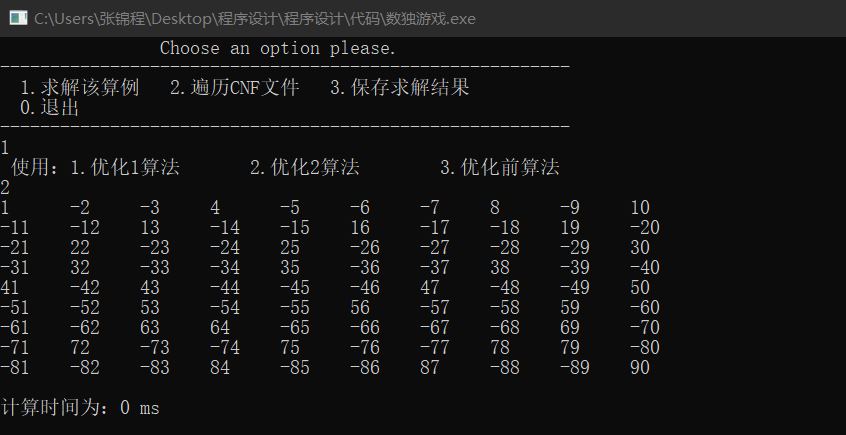 C:\Users\张锦程\Desktop\程序设计\程序设计\代码\数独游戏.exe
Choose an option please.
---------------------------------------------------------
1.求解该算例 2.遍历CNF文件 3.保存求解结果
0.退出
---------------------------------------------------------
1
使用：1.优化1算法 2.优化2算法 3.优化前算法
2
1 -2 -3 4 -5 -6 -7 8 -9 10
-11 -12 13 -14 -15 16 -17 -18 19 -20
-21 22 -23 -24 25 -26 -27 -28 -29 30
-31 32 -33 -34 35 -36 -37 38 -39 -40
41 -42 43 -44 -45 -46 47 -48 -49 50
-51 -52 53 -54 -55 56 -57 -58 59 -60
-61 -62 63 64 -65 -66 -67 -68 69 -70
-71 72 -73 -74 75 -76 -77 78 79 -80
-81 -82 -83 84 -85 -86 87 -88 -89 90
计算时间为：0 ms